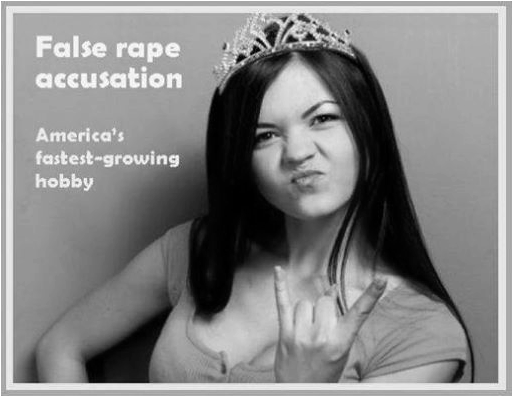 False rape
accusation
America's
fastest-growing
hobby